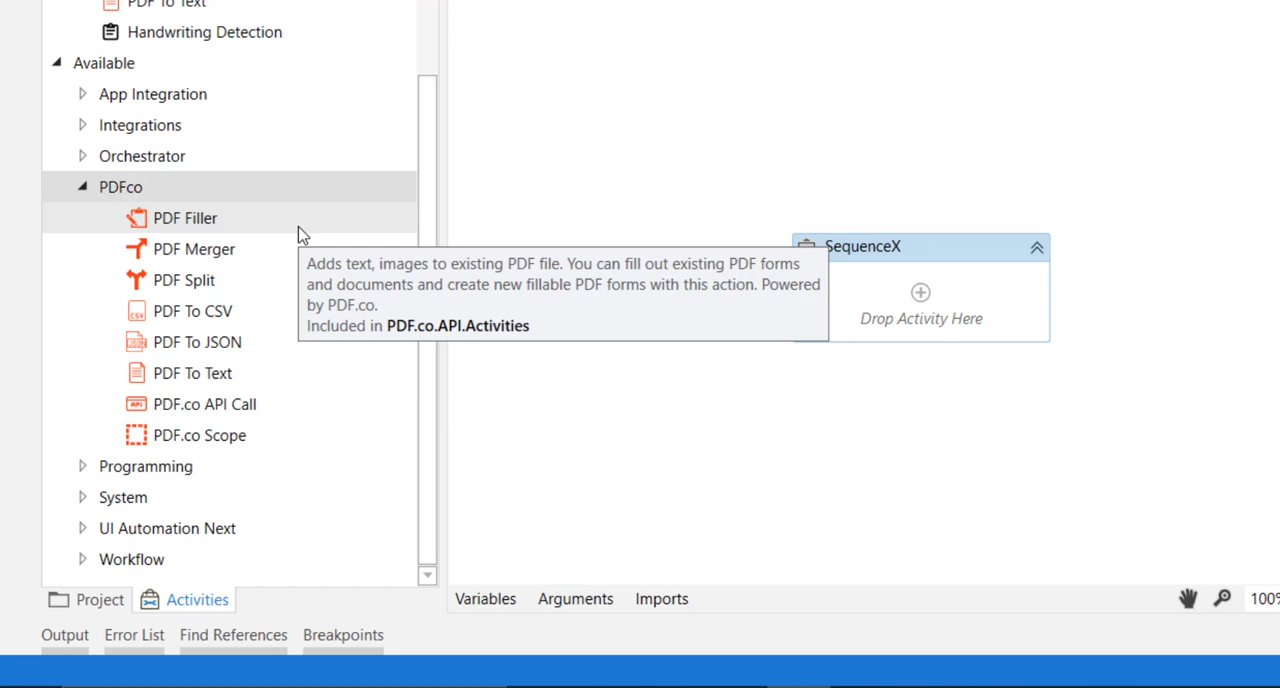 PDF To Text
Handwriting Detection
Available
App Integration
Integrations
Orchestrator
PDFco
PDF Filler
PDF Merger
PDF Split
PDF To CSV
PDF To JSON
PDF To Text
PDF.co API Call
PDF.co Scope
Programming
System
UI Automation Next
Workflow
Adds text, images to existing PDF file. You can fill out existing PDF forms
and documents and create new fillable PDF forms with this action. Powered
by PDF.co.
Included in PDF.co.API.Activities
SequenceX
Drop Activity Here
Project Activities
Variables Arguments Imports 100%
Output Error List Find References Breakpoints